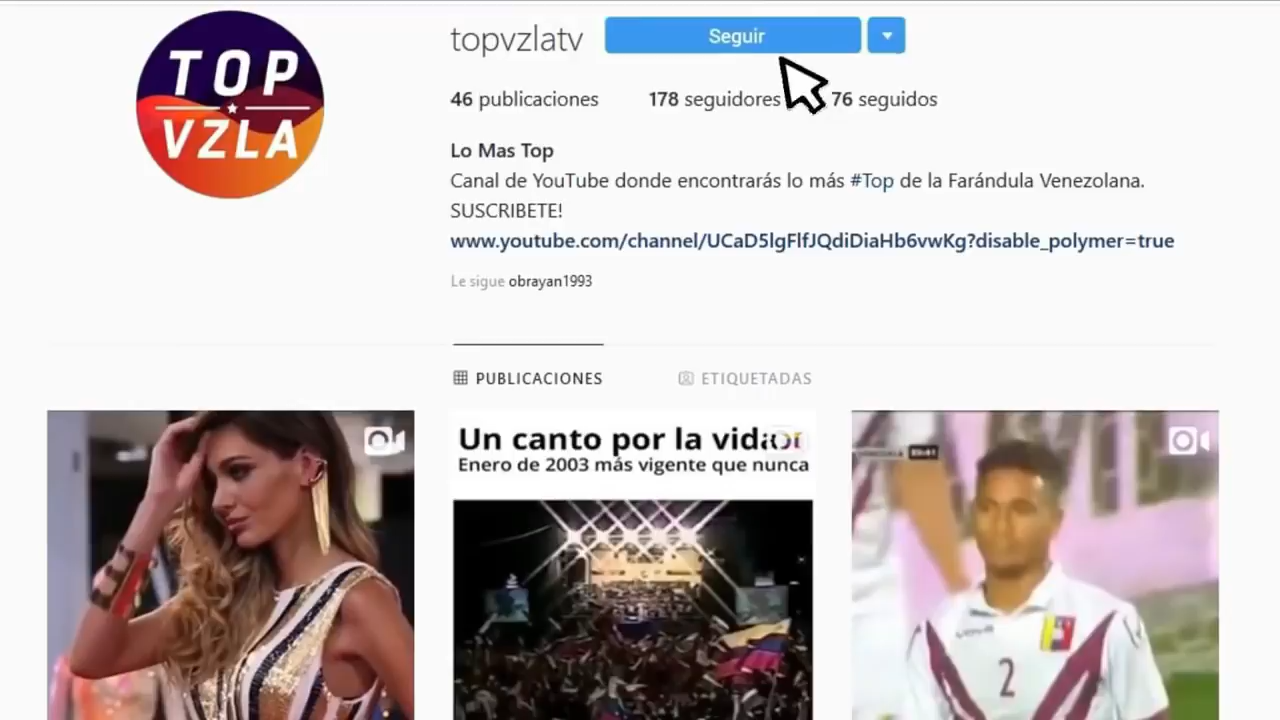 TOP
VZLA
topvzlatv
Seguir
46 publicaciones
178 seguidores
76 seguidos
Lo Mas Top
Canal de YouTube donde encontrarás lo más #Top de la Farándula Venezolana.
SUSCRIBETE!
www.youtube.com/channel/UCaD5lgFlfJQdiDiaHb6vwKg?disable_polymer=true
Le sigue obrayan1993
PUBLICACIONES
ETIQUETADAS
Un canto por la vida
Enero de 2003 más vigente que nunca
2